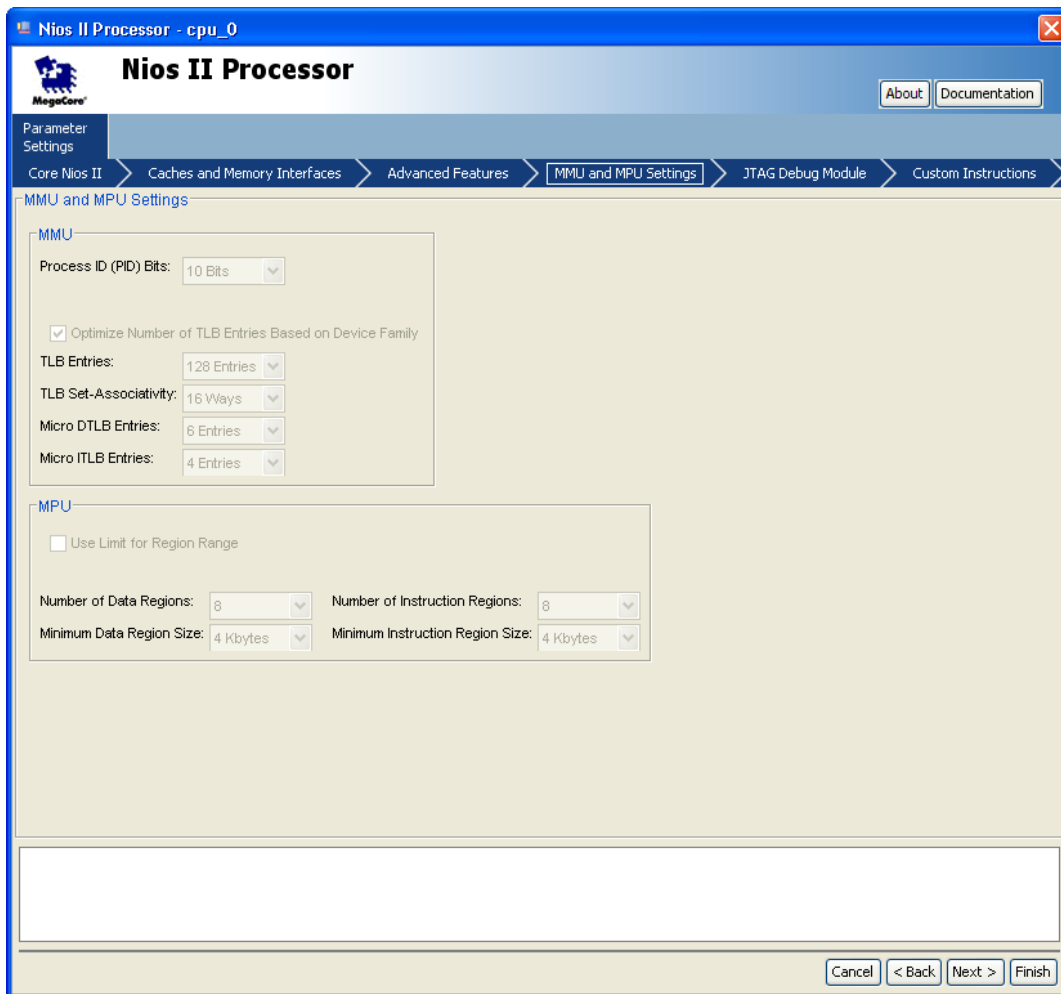 Nios II Processor - cpu_0
MegaCore®
Nios II Processor
About Documentation
Parameter
Settings
Core Nios II Caches and Memory Interfaces Advanced Features MMU and MPU Settings JTAG Debug Module Custom Instructions
MMU and MPU Settings
MMU
Process ID (PID) Bits: 10 Bits
Optimize Number of TLB Entries Based on Device Family
TLB Entries: 128 Entries
TLB Set-Associativity: 16 Ways
Micro DTLB Entries: 6 Entries
Micro ITLB Entries: 4 Entries
MPU
Use Limit for Region Range
Number of Data Regions: 8 Number of Instruction Regions: 8
Minimum Data Region Size: 4 Kbytes Minimum Instruction Region Size: 4 Kbytes
Cancel < Back Next > Finish